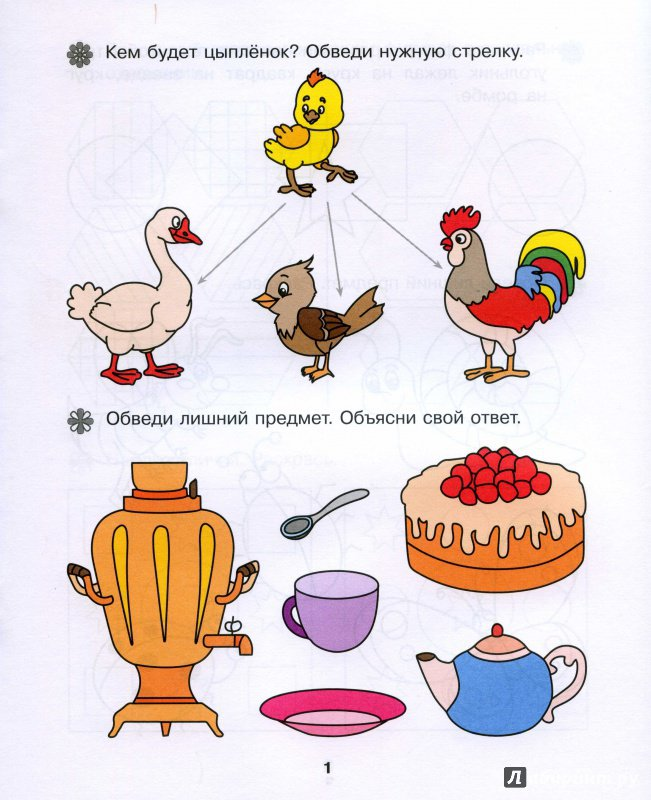 Кем будет цыплёнок? Обведи нужную стрелку.
Обведи лишний предмет. Объясни свой ответ.
1